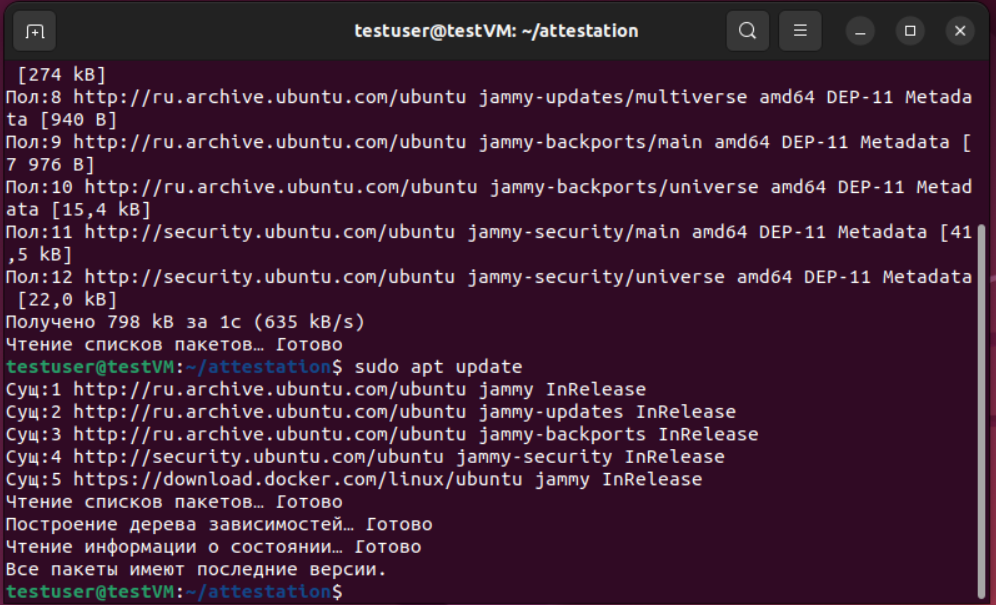 testuser@testVM: ~/attestation
 [274 kB]
Пол:8 http://ru.archive.ubuntu.com/ubuntu jammy-updates/multiverse amd64 DEP-11 Metada
ta [940 B]
Пол:9 http://ru.archive.ubuntu.com/ubuntu jammy-backports/main amd64 DEP-11 Metadata [
7 976 B]
Пол:10 http://ru.archive.ubuntu.com/ubuntu jammy-backports/universe amd64 DEP-11 Metad
ata [15,4 kB]
Пол:11 http://security.ubuntu.com/ubuntu jammy-security/main amd64 DEP-11 Metadata [41
,5 kB]
Пол:12 http://security.ubuntu.com/ubuntu jammy-security/universe amd64 DEP-11 Metadata
 [22,0 kB]
Получено 798 kB за 1с (635 kB/s)
Чтение списков пакетов… Готово
testuser@testVM:~/attestation$ sudo apt update
Сущ:1 http://ru.archive.ubuntu.com/ubuntu jammy InRelease
Сущ:2 http://ru.archive.ubuntu.com/ubuntu jammy-updates InRelease
Сущ:3 http://ru.archive.ubuntu.com/ubuntu jammy-backports InRelease
Сущ:4 http://security.ubuntu.com/ubuntu jammy-security InRelease
Сущ:5 https://download.docker.com/linux/ubuntu jammy InRelease
Чтение списков пакетов… Готово
Построение дерева зависимостей… Готово
Чтение информации о состоянии… Готово
Все пакеты имеют последние версии.
testuser@testVM:~/attestation$